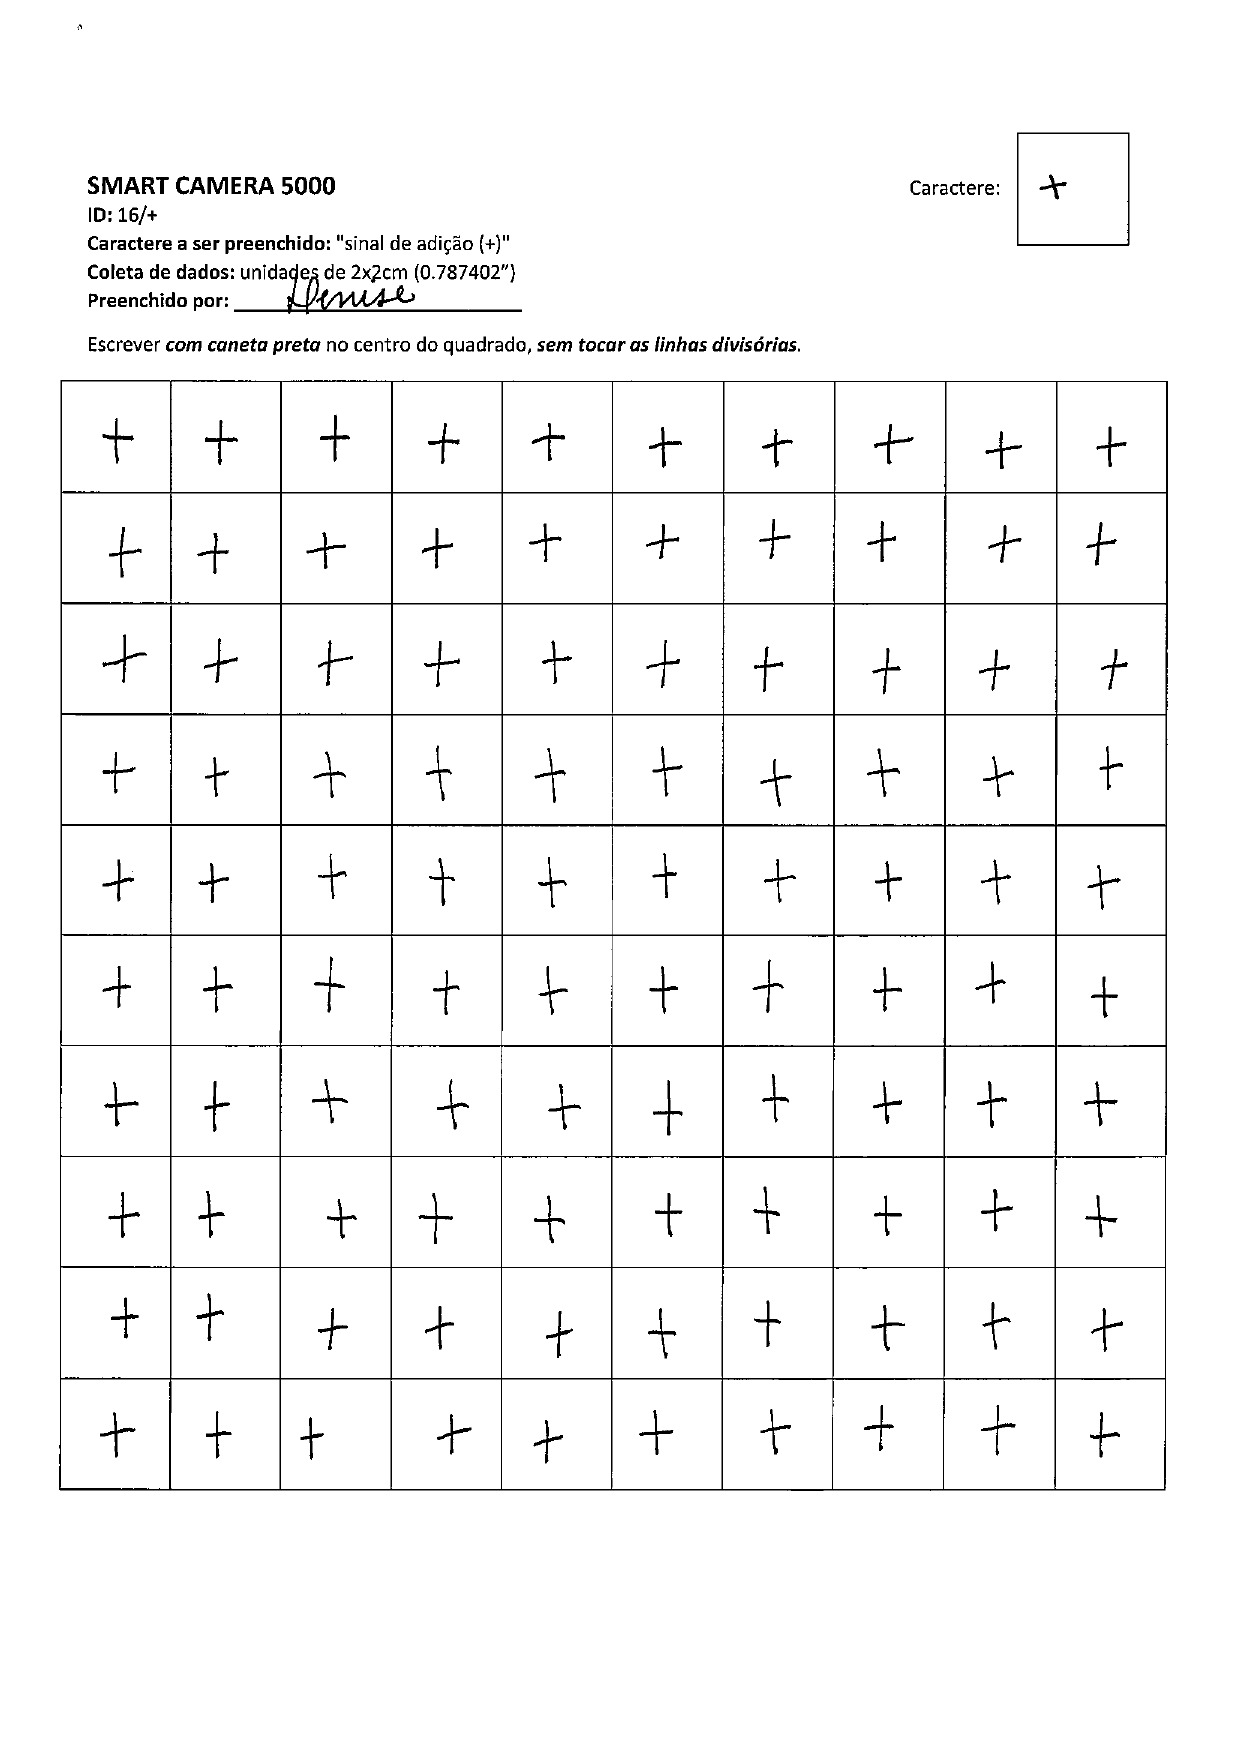 SMART CAMERA 5000
Caractere: +
ID: 16/+
Caractere a ser preenchido: "sinal de adição (+)"
Coleta de dados: unidades de 2x2cm (0.787402")
Preenchido por: Denise
Escrever com caneta preta no centro do quadrado, sem tocar as linhas divisórias.
+ + + + + + + + + +
+ + + + + + + + + +
+ + + + + + + + + +
+ + + + + + + + + +
+ + + + + + + + + +
+ + + + + + + + + +
+ + + + + + + + + +
+ + + + + + + + + +
+ + + + + + + + + +
+ + + + + + + + + +